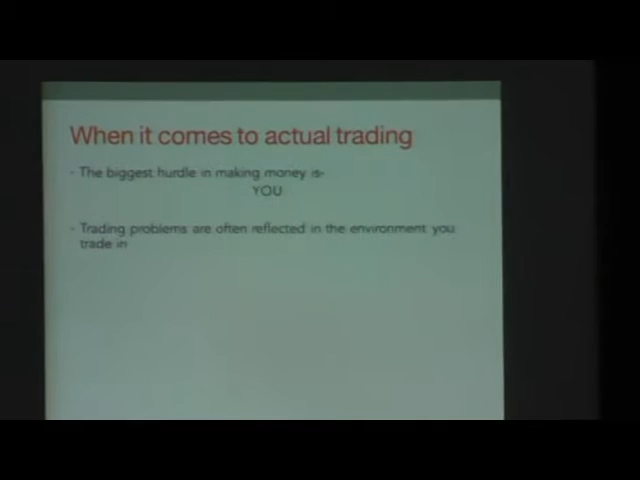 When it comes to actual trading
- The biggest hurdle in making money is-
YOU
- Trading problems are often reflected in the environment you
trade in